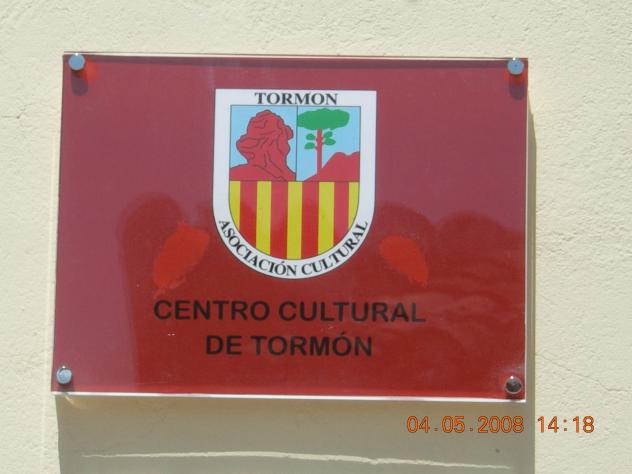 TORMON
ASOCIACIÓN CULTURAL
CENTRO CULTURAL
DE TORMÓN
04.05.2008 14:18